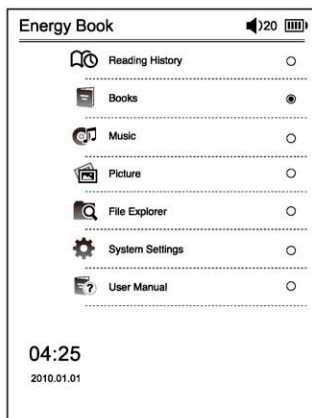 Energy Book 20
Reading History
Books
Music
Picture
File Explorer
System Settings
User Manual
04:25
2010.01.01